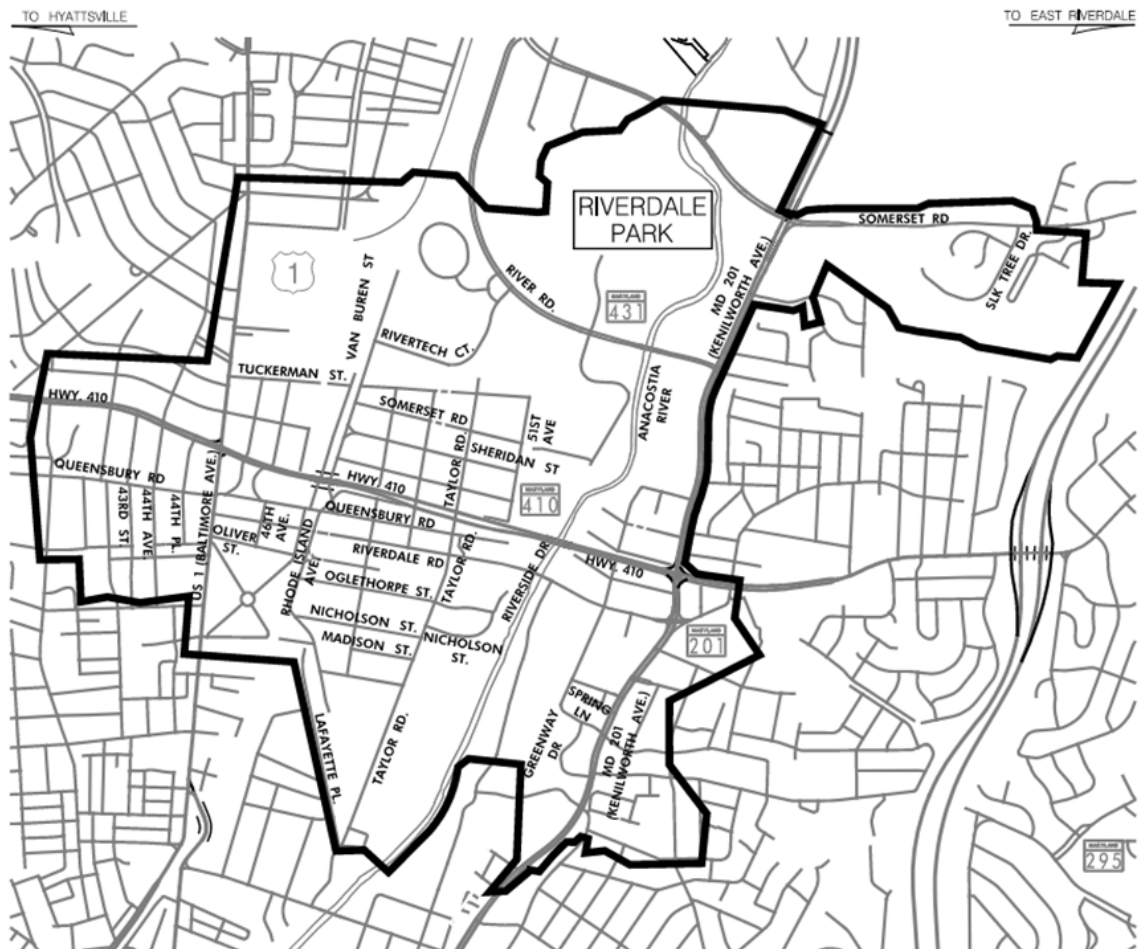 TO HYATTSVILLE
TO EAST RIVERDALE
RIVERDALE
PARK
SOMERSET RD
SLK TREE DR.
1
VAN BUREN ST
RIVER RD.
MARYLAND
431
MD 201
(KENILWORTH AVE.)
RIVERTECH CT.
TUCKERMAN ST.
ANACOSTIA
RIVER
HWY. 410
SOMERSET RD
51ST
AVE
SHERIDAN ST
TAYLOR RD.
QUEENSBURY RD
HWY. 410
MARYLAND
410
43RD ST.
44TH AVE.
44TH PL.
US 1 (BALTIMORE AVE.)
46TH
AVE.
QUEENSBURY RD
OLIVER
ST.
RHODE ISLAND
AVE.
RIVERDALE RD
TAYLOR RD.
RIVERSIDE DR.
HWY. 410
OGLETHORPE ST.
NICHOLSON ST.
NICHOLSON
ST.
MADISON ST.
MARYLAND
201
SPRING
LN
GREENWAY
DR
MD 201
(KENILWORTH AVE.)
LAFAYETTE PL.
TAYLOR RD.
MARYLAND
295